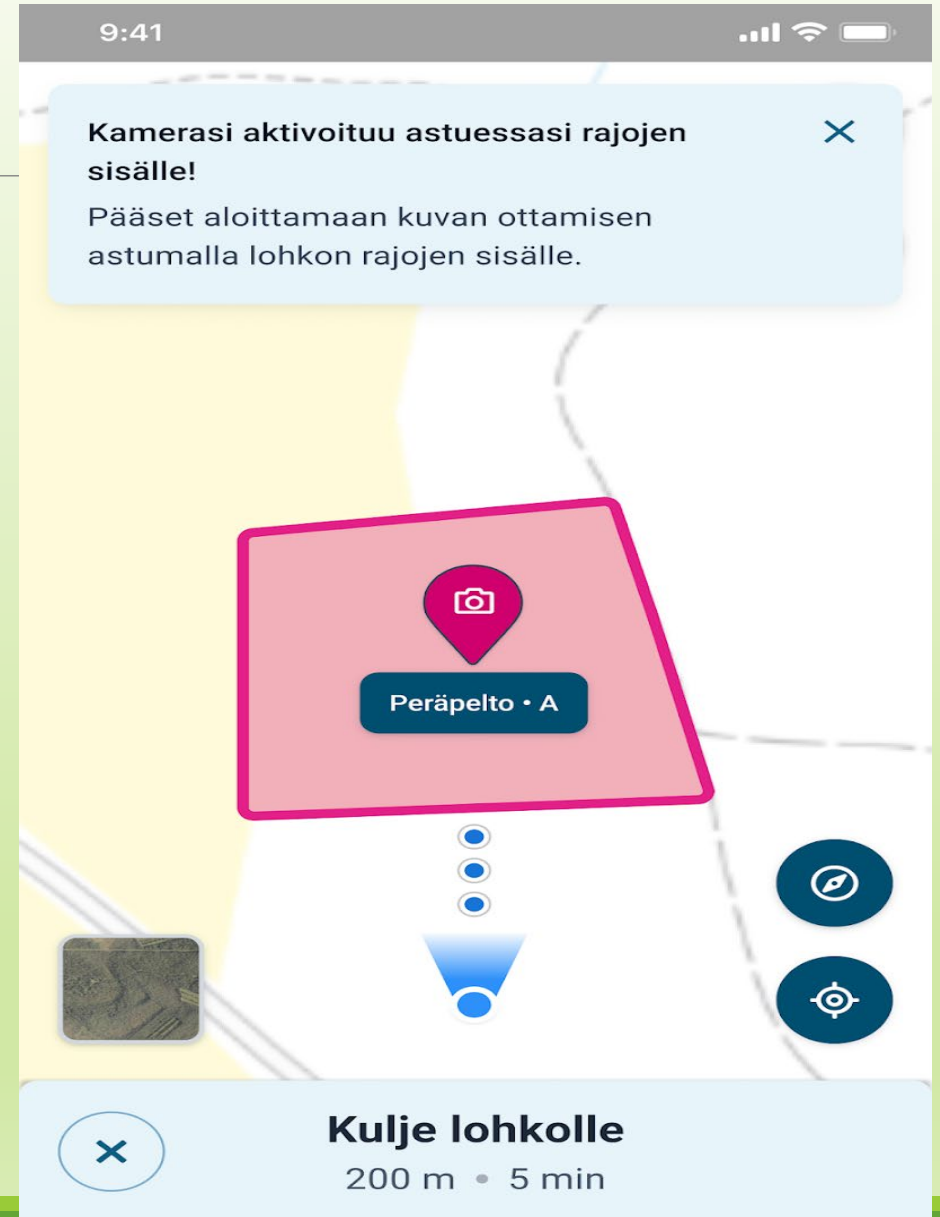 9:41
Kamerasi aktivoituu astuessasi rajojen
sisälle!
Pääset aloittamaan kuvan ottamisen
astumalla lohkon rajojen sisälle.
Peräpelto • A
Kulje lohkolle
200 m • 5 min